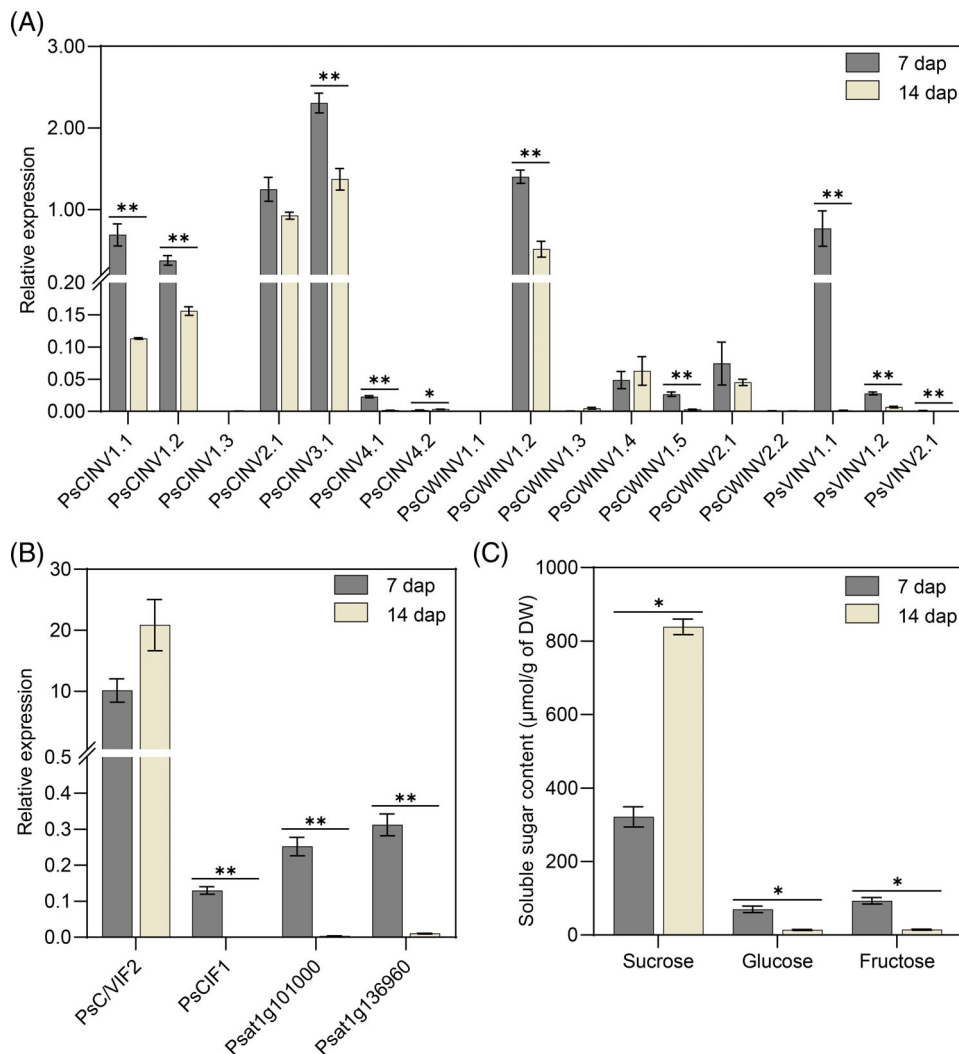 (A)
Relative expression
3.00
2.00
1.00
0.20
0.15
0.10
0.05
0.00
7 dap
14 dap
**
**
**
**
*
**
**
**
**
**
PsCINV1.1
PsCINV1.2
PsCINV1.3
PsCINV2.1
PsCINV3.1
PsCINV4.1
PsCINV4.2
PsCWINV1.1
PsCWINV1.2
PsCWINV1.3
PsCWINV1.4
PsCWINV1.5
PsCWINV2.1
PsCWINV2.2
PsVINV1.1
PsVINV1.2
PsVINV2.1
(B)
Relative expression
30
20
10
0.5
0.4
0.3
0.2
0.1
0.0
7 dap
14 dap
**
**
**
PsC/VIF2
PsCIF1
Psat1g101000
Psat1g136960
(C)
Soluble sugar content (μmol/g of DW)
1000
800
600
400
200
0
7 dap
14 dap
*
*
*
Sucrose
Glucose
Fructose